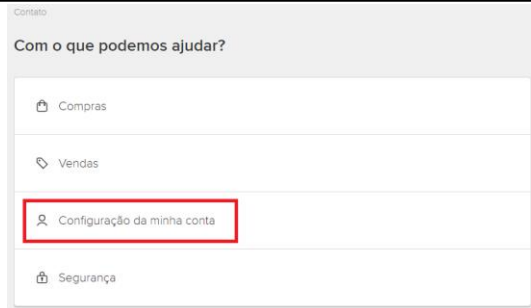 Contato
Com o que podemos ajudar?
Compras
Vendas
Configuração da minha conta
Segurança